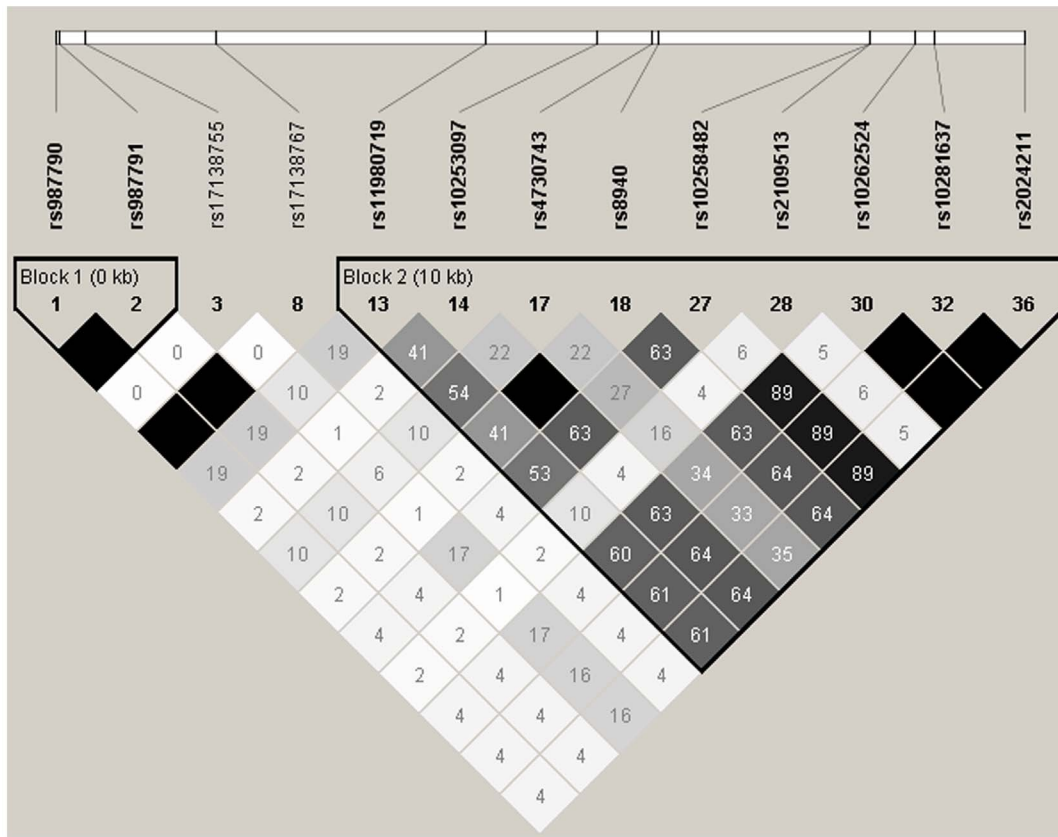 rs987790
rs987791
rs17138755
rs17138767
rs11980719
rs10253097
rs4730743
rs8940
rs10258482
rs2109513
rs10262524
rs10281637
rs2024211
Block 1 (0 kb)
Block 2 (10 kb)
1 2 3 8 13 14 17 18 27 28 30 32 36
0 0 19 41 22 22 63 6 5
0 10 2 54 27 4 89 6
19 1 10 41 63 16 63 89 5
19 2 6 2 53 4 34 64 89
2 10 1 4 10 63 33 64
10 2 17 2 60 64 35
2 4 1 4 61 64
4 2 17 4 61
2 4 16 4
4 4 16
4 4
4